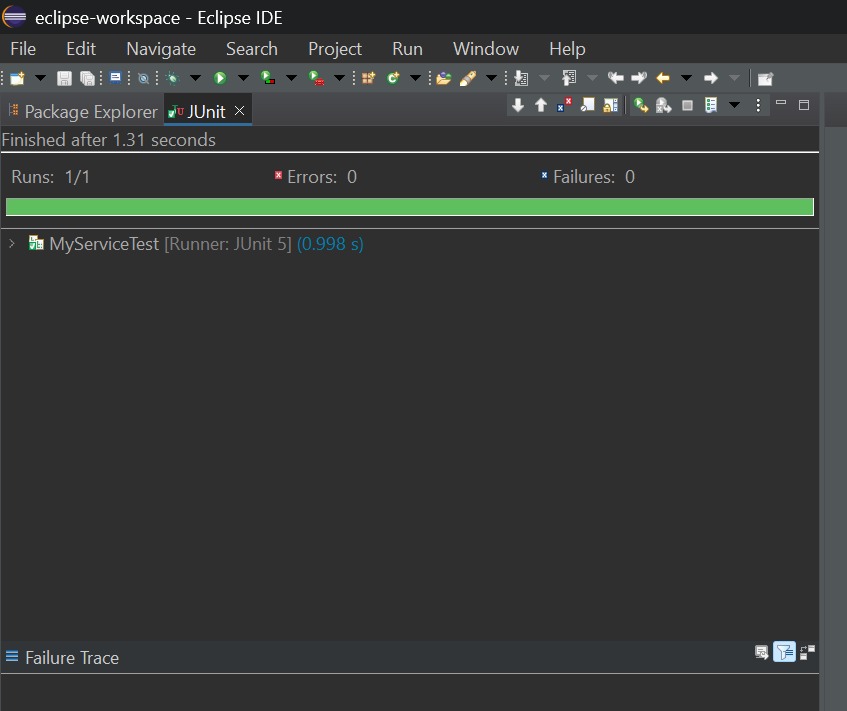 eclipse-workspace - Eclipse IDE
File Edit Navigate Search Project Run Window Help
Package Explorer JUnit
Finished after 1.31 seconds
Runs: 1/1 Errors: 0 Failures: 0
MyServiceTest [Runner: JUnit 5] (0.998 s)
Failure Trace